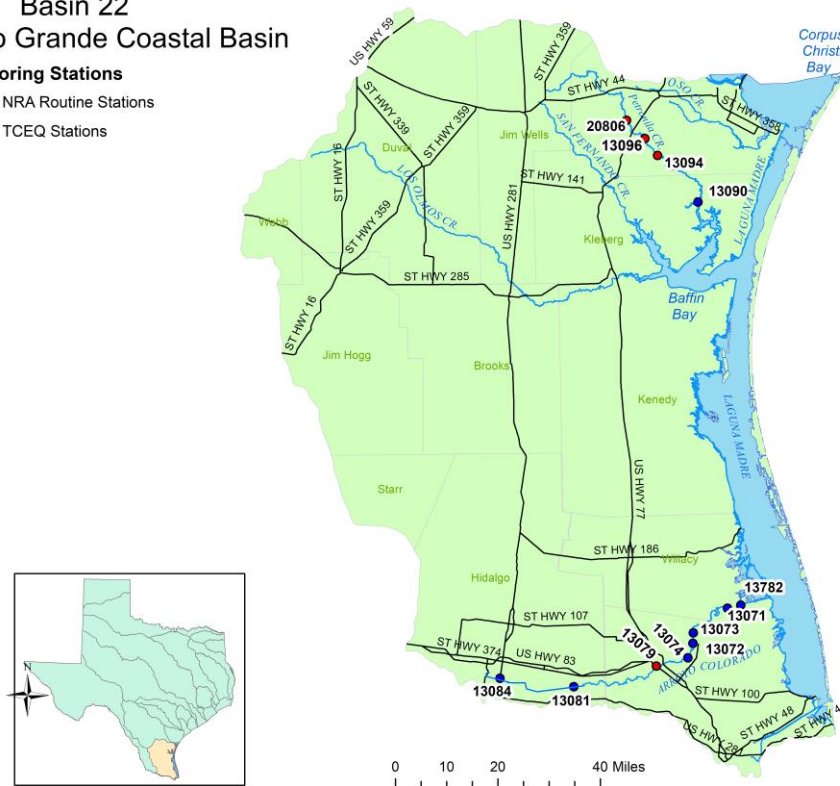 Basin 22
o Grande Coastal Basin
oring Stations
NRA Routine Stations
TCEQ Stations
Corpus
Christ
Bay
US HWY 59
ST HWY 359
ST HWY 44
OSO CR.
ST HWY 358
ST HWY 339
ST HWY 359
Jim Wells
Duval
Petronila CR.
20806
13096
13094
SAN FERNANDO CR.
ST HWY 16
ST HWY 141
LOS OLMOS CR.
13090
LAGUNA MADRE
US HWY 281
Webb
ST HWY 359
Kleberg
ST HWY 285
Baffin
Bay
ST HWY 16
Jim Hogg
Brooks
Kenedy
LAGUNA MADRE
US HWY 77
Starr
ST HWY 186
Willacy
Hidalgo
13782
13071
ST HWY 107
13073
13072
13074
13079
ST HWY 374
US HWY 83
ARROYO COLORADO
13084
13081
ST HWY 100
ST HWY 48
ST HWY 4
US HWY 281
N
0 10 20 40 Miles